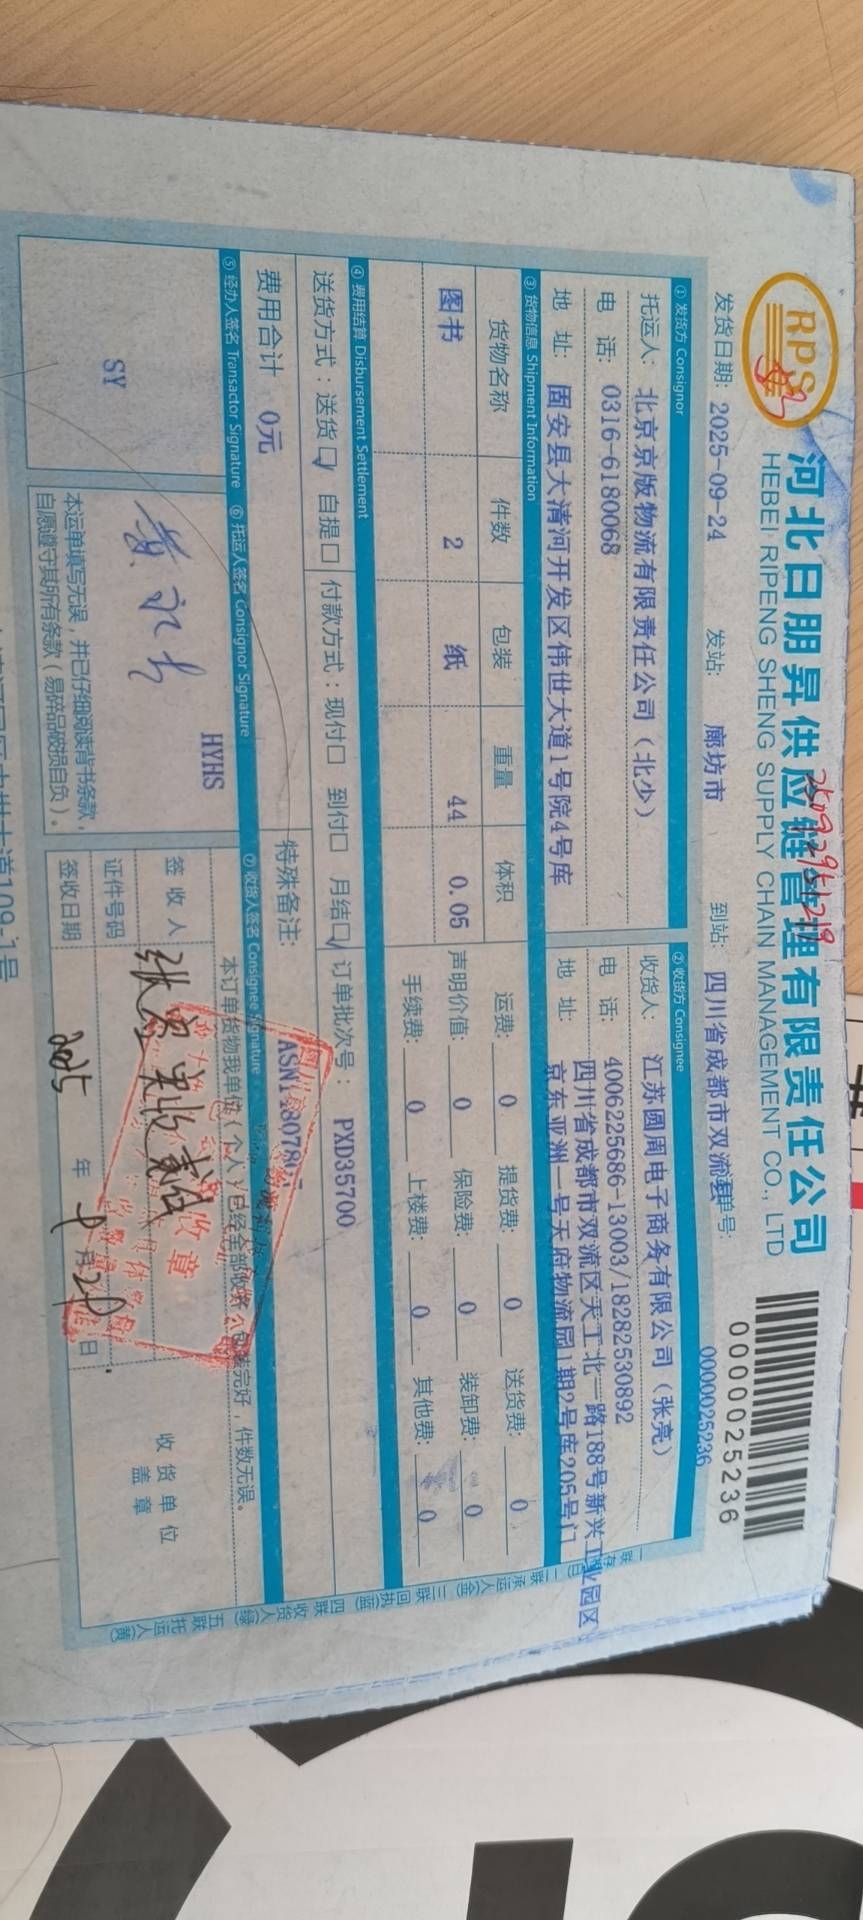 RPS
河北日朋昇供应链管理有限责任公司
HEBEI RIPENG SHENG SUPPLY CHAIN MANAGEMENT CO., LTD
0000025236
发货日期: 2025-09-24 发站: 廊坊市 到站: 四川省成都市双流县 单号: 0000025236
① 发货方 Consignor ② 收货方 Consignee
托运人: 北京京版物流有限责任公司（北少） 收货人: 江苏圆周电子商务有限公司（张亮）
电 话: 0316-6180068 电 话: 4006225686-13003/18282530892
地 址: 固安县大清河开发区伟世大道1号院4号库 地 址: 四川省成都市双流区天工北一路188号新兴工业园区
京东亚洲一号天府物流园1期2号库205号门
③ 货物信息 Shipment Information
货物名称 件数 包装 重量 体积 运费: 0 提货费: 0 送货费: 0
图书 2 纸 44 0.05 声明价值: 0 保险费: 0 装卸费: 0
手续费: 0 上楼费: 0 其他费: 0
④ 费用结算 Disbursement Settlement
送货方式：送货☑ 自提□ 付款方式：现付□ 到付□ 月结☑ 订单批次号： PXD35700
费用合计 0元 特殊备注:
⑤ 经办人签名 Transactor Signature ⑥ 托运人签名 Consignor Signature ⑦ 收货人签名 Consignee Signature
SY
HYHS
本订单货物我单位（个人）已经全部收齐，包装完好，件数无误。
签 收 人
证件号码
签收日期 2025 年 9 月 29 日
收 货 单 位
盖 章
本运单填写无误，并已仔细阅读背书条款，
自愿遵守其所有条款（易碎品破损自负）。
109-1号